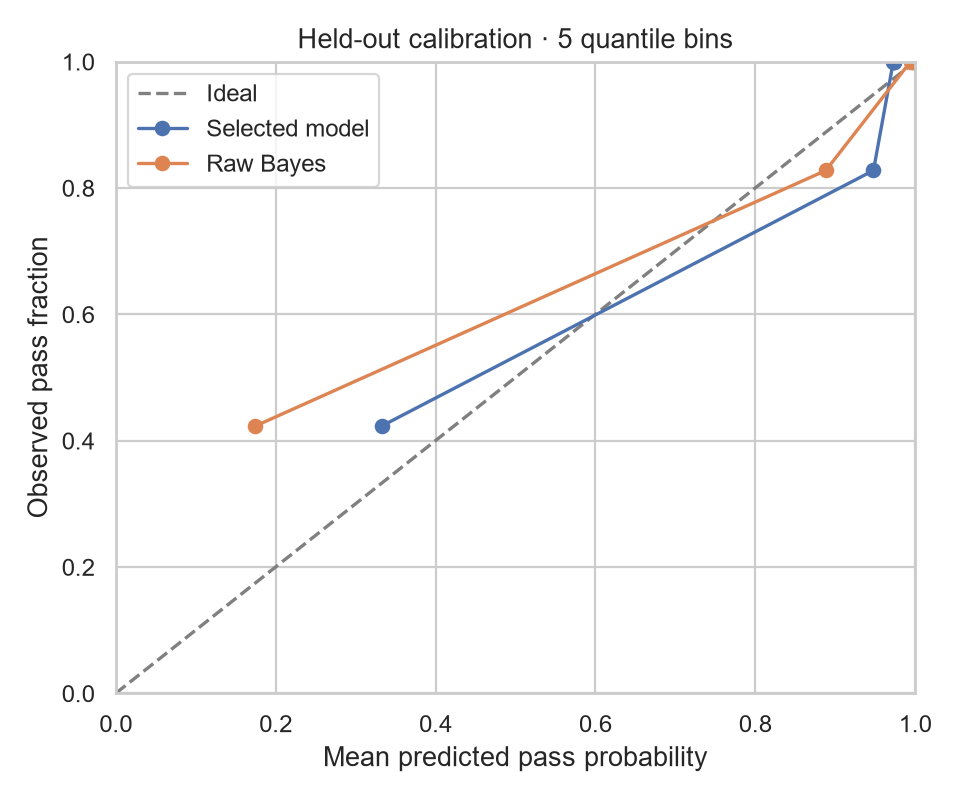 Held-out calibration · 5 quantile bins
Ideal
Selected model
Raw Bayes
Observed pass fraction
1.0
0.8
0.6
0.4
0.2
0.0
0.0 0.2 0.4 0.6 0.8 1.0
Mean predicted pass probability